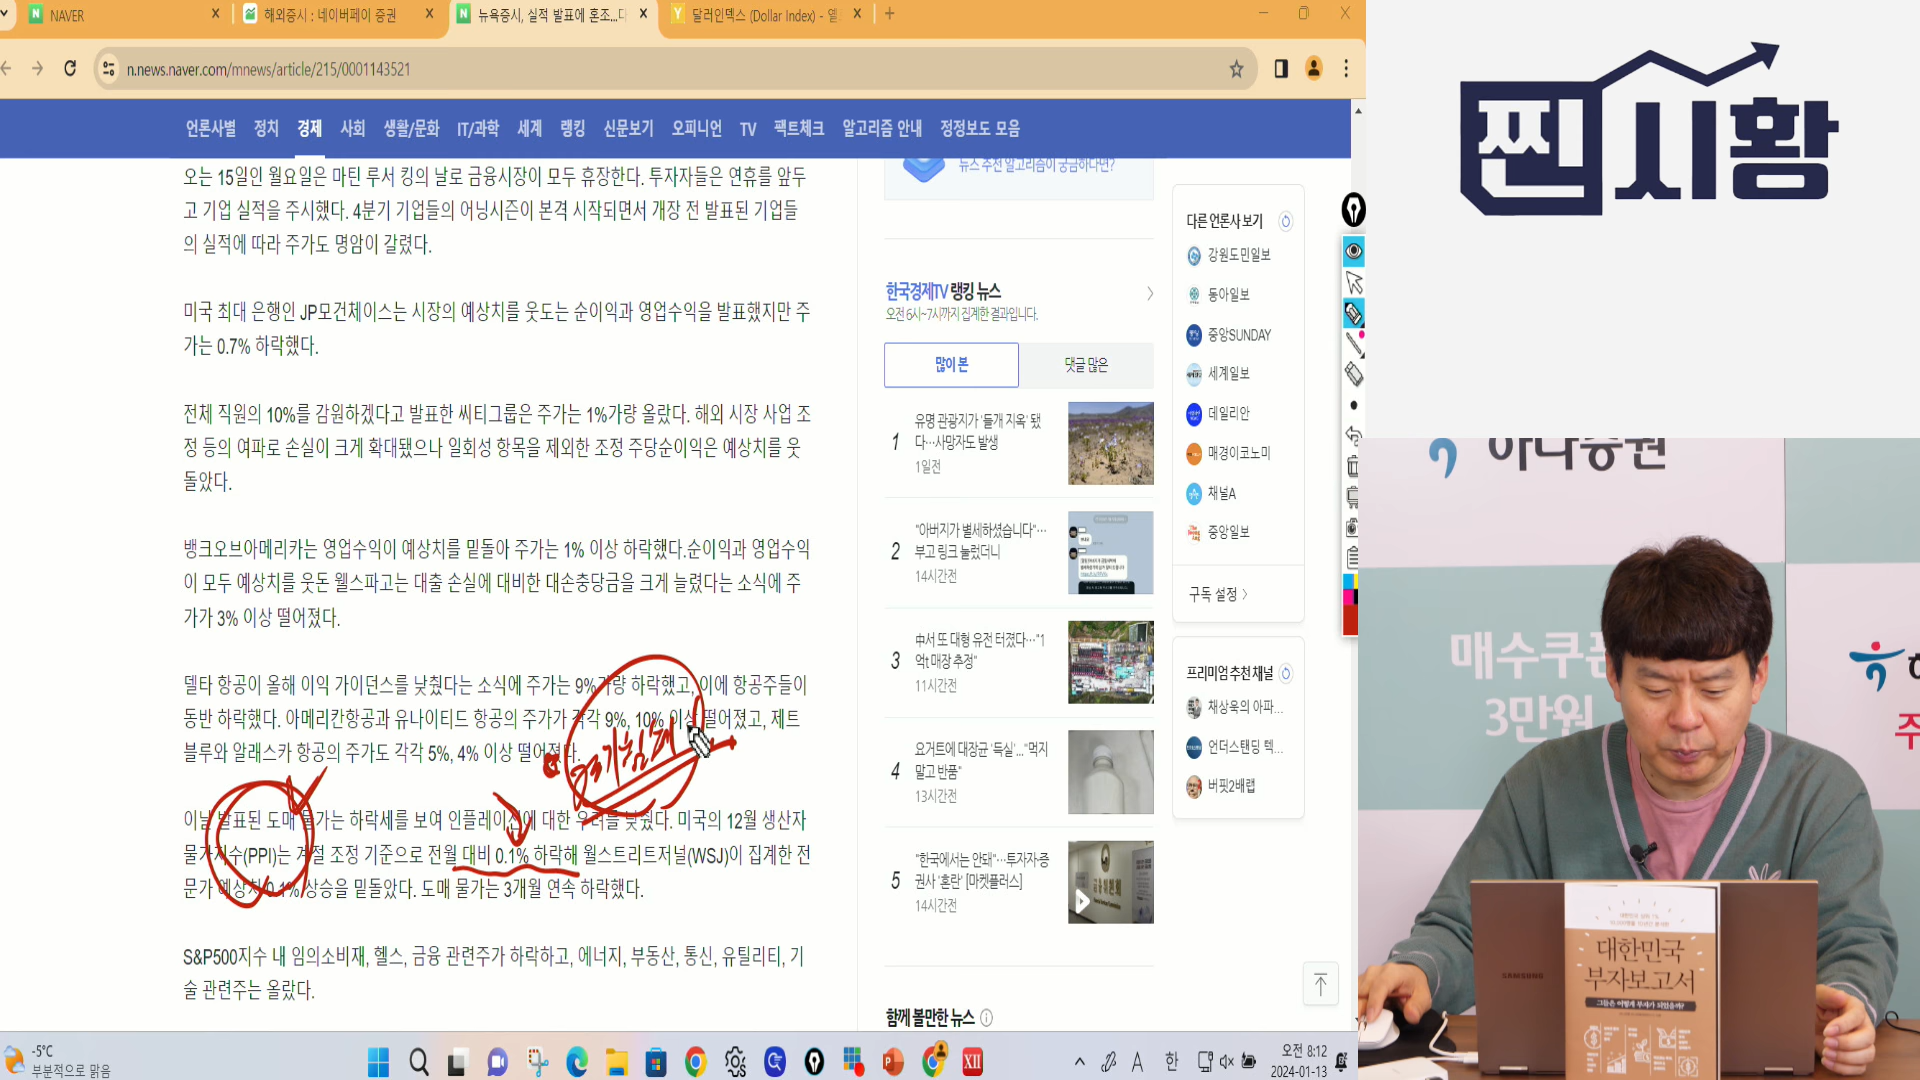 NAVER
해외증시 : 네이버페이 증권
뉴욕증시, 실적 발표에 혼조...
달러인덱스 (Dollar Index) -
n.news.naver.com/mnews/article/215/0001143521
언론사별 정치 경제 사회 생활/문화 IT/과학 세계 랭킹 신문보기 오피니언 TV 팩트체크 알고리즘 안내 정정보도 모음
오는 15일인 월요일은 마틴 루서 킹의 날로 금융시장이 모두 휴장한다. 투자자들은 연휴를 앞두
고 기업 실적을 주시했다. 4분기 기업들의 어닝시즌이 본격 시작되면서 개장 전 발표된 기업들
의 실적에 따라 주가도 명암이 갈렸다.
미국 최대 은행인 JP모건체이스는 시장의 예상치를 웃도는 순이익과 영업수익을 발표했지만 주
가는 0.7% 하락했다.
전체 직원의 10%를 감원하겠다고 발표한 씨티그룹은 주가는 1%가량 올랐다. 해외 시장 사업 조
정 등의 여파로 손실이 크게 확대됐으나 일회성 항목을 제외한 조정 주당순이익은 예상치를 웃
돌았다.
뱅크오브아메리카는 영업수익이 예상치를 밑돌아 주가는 1% 이상 하락했다.순이익과 영업수익
이 모두 예상치를 웃돈 웰스파고는 대출 손실에 대비한 대손충당금을 크게 늘렸다는 소식에 주
가가 3% 이상 떨어졌다.
델타 항공이 올해 이익 가이던스를 낮췄다는 소식에 주가는 9%가량 하락했고, 이에 항공주들이
동반 하락했다. 아메리칸항공과 유나이티드 항공의 주가가 각각 9%, 10% 이상 떨어졌고, 제트
블루와 알래스카 항공의 주가도 각각 5%, 4% 이상 떨어졌다.
이날 발표된 도매 물가는 하락세를 보여 인플레이션에 대한 우려를 낮췄다. 미국의 12월 생산자
물가지수(PPI)는 계절 조정 기준으로 전월 대비 0.1% 하락해 월스트리트저널(WSJ)이 집계한 전
문가 예상치 0.1% 상승을 밑돌았다. 도매 물가는 3개월 연속 하락했다.
S&P500지수 내 임의소비재, 헬스, 금융 관련주가 하락하고, 에너지, 부동산, 통신, 유틸리티, 기
술 관련주는 올랐다.
뉴스 추천 알고리즘이 궁금하다면?
한국경제TV 랭킹 뉴스
오전 6시~7시까지 집계한 결과입니다.
많이 본
댓글 많은
1 유명 관광지가 '들개 지옥' 됐
다…사망자도 발생
1일전
2 "아버지가 별세하셨습니다"…
부고 링크 눌렀더니
14시간전
3 中서 또 대형 유전 터졌다…"1
억t 매장 추정"
11시간전
4 요거트에 대장균 '득실'…"먹지
말고 반품"
13시간전
5 "한국에서는 안돼"…투자자·증
권사 '혼란' [마켓플러스]
14시간전
함께 볼만한 뉴스
다른 언론사 보기
강원도민일보
동아일보
중앙SUNDAY
세계일보
데일리안
매경이코노미
채널A
중앙일보
구독 설정
프리미엄 추천 채널
채상욱의 아파...
언더스탠딩 텍...
버핏2배랩
찐시황
하나증권
매수쿠폰
3만원
SAMSUNG
대한민국
부자보고서
그들은 어떻게 부자가 되었을까?
-5°C
부분적으로 맑음
XII
A 한
오전 8:12
2024-01-13